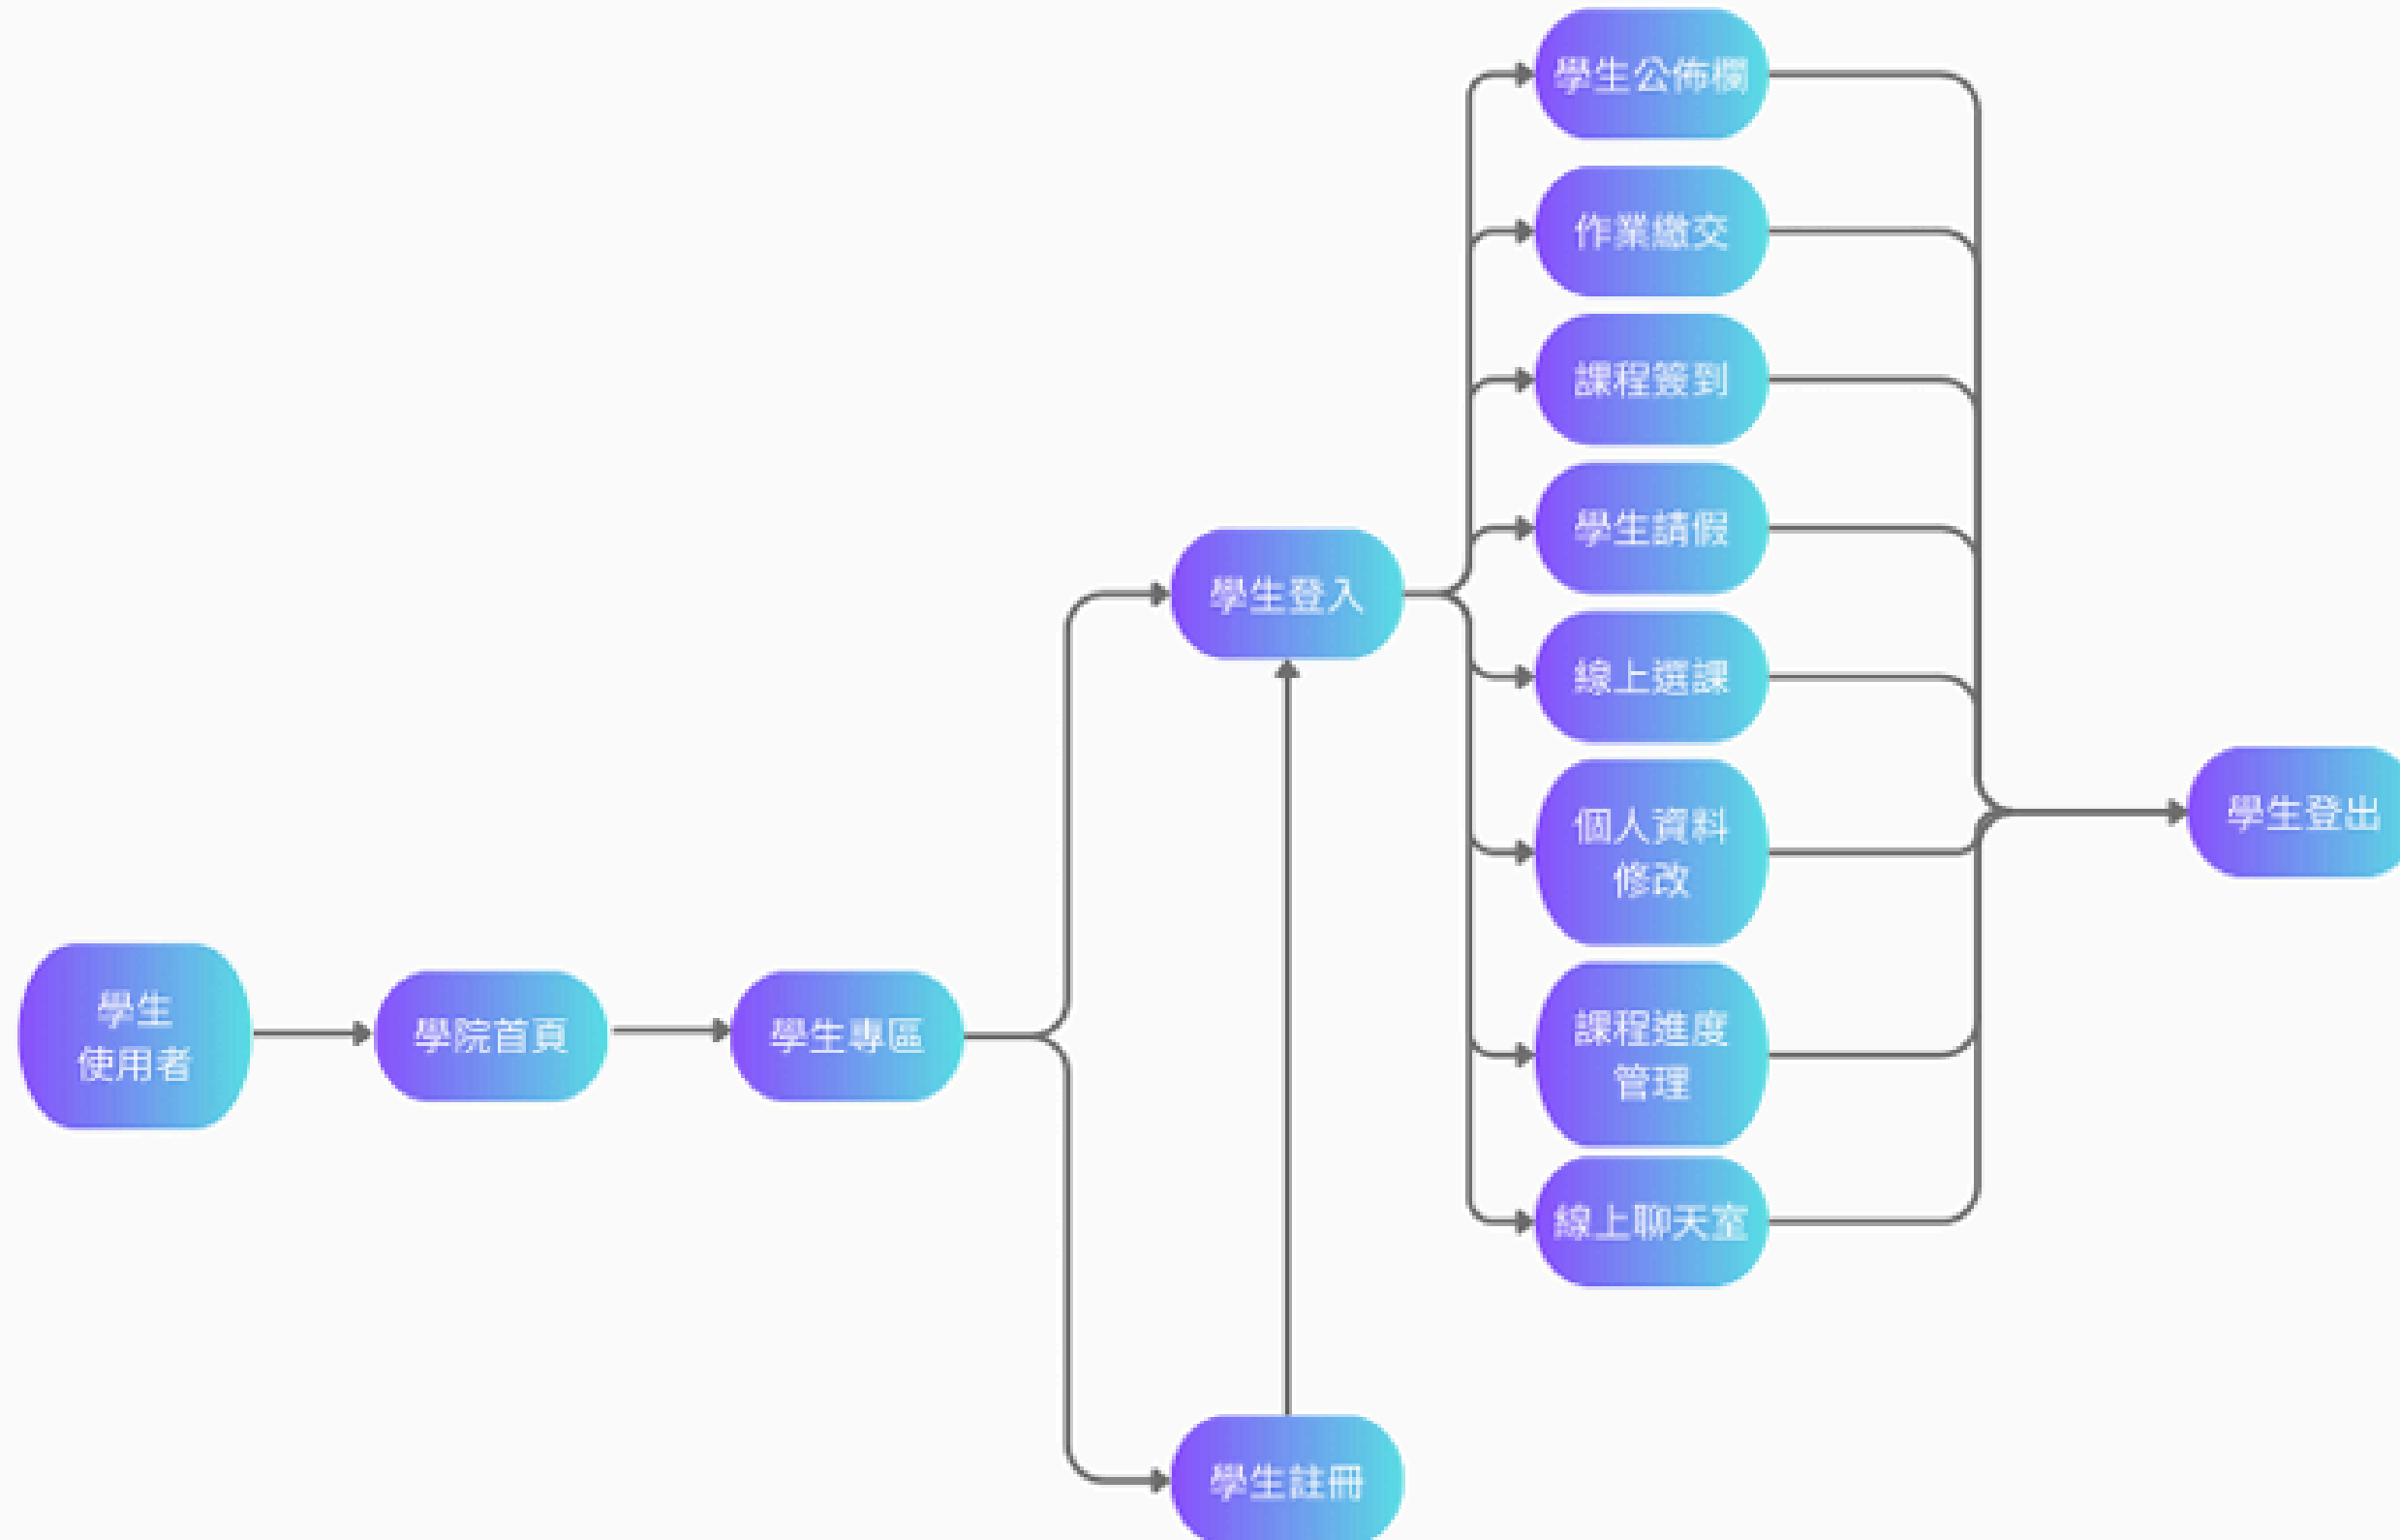 學生
使用者
學院首頁
學生專區
學生登入
學生註冊
學生公佈欄
作業繳交
課程簽到
學生請假
線上選課
個人資料
修改
課程進度
管理
線上聊天室
學生登出